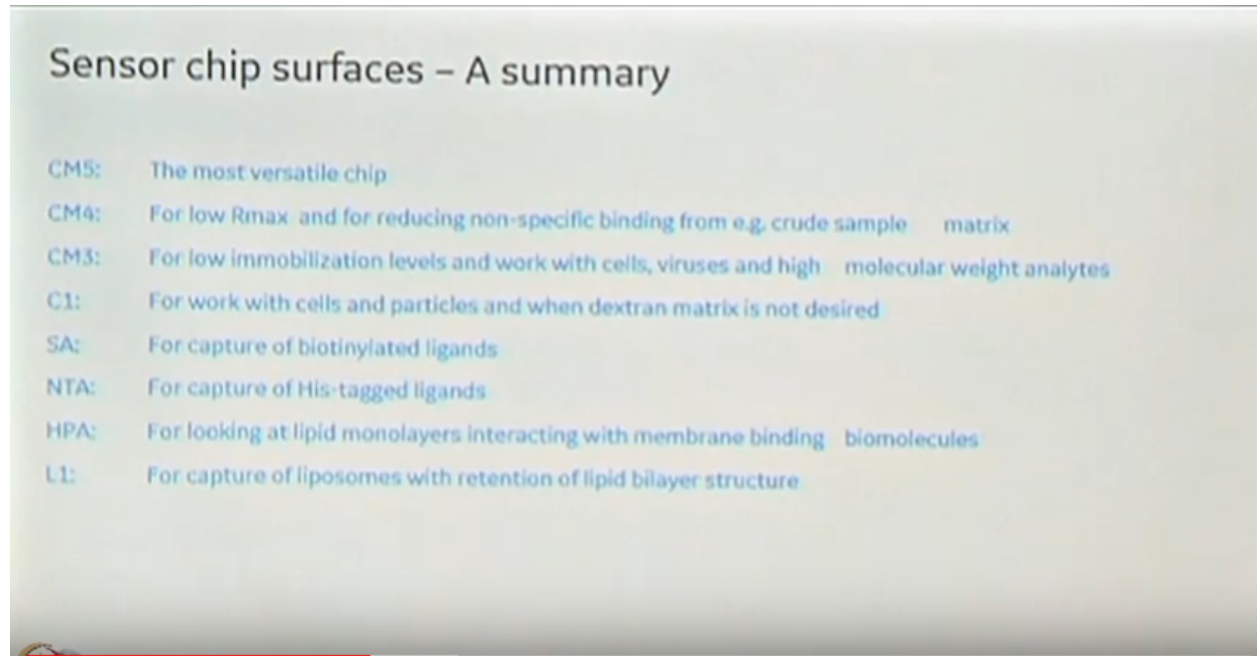 Sensor chip surfaces – A summary
CM5: The most versatile chip
CM4: For low Rmax and for reducing non-specific binding from e.g. crude sample matrix
CM3: For low immobilization levels and work with cells, viruses and high molecular weight analytes
C1: For work with cells and particles and when dextran matrix is not desired
SA: For capture of biotinylated ligands
NTA: For capture of His-tagged ligands
HPA: For looking at lipid monolayers interacting with membrane binding biomolecules
L1: For capture of liposomes with retention of lipid bilayer structure